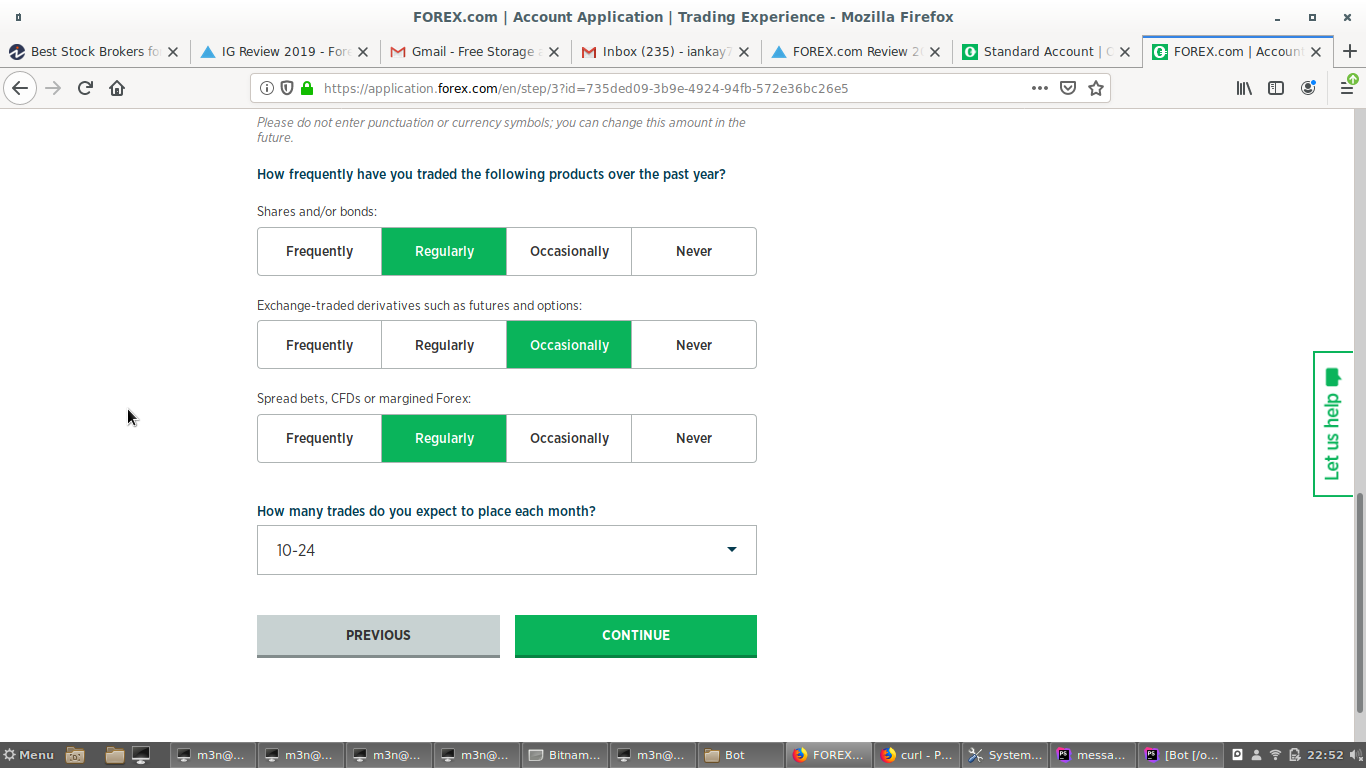 FOREX.com | Account Application | Trading Experience - Mozilla Firefox
Best Stock Brokers fo
IG Review 2019 - For
Gmail - Free Storage a
Inbox (235) - iankay7
FOREX.com Review 2
Standard Account | C
FOREX.com | Account
https://application.forex.com/en/step/3?id=735ded09-3b9e-4924-94fb-572e36bc26e5
Please do not enter punctuation or currency symbols; you can change this amount in the
future.
How frequently have you traded the following products over the past year?
Shares and/or bonds:
Frequently Regularly Occasionally Never
Exchange-traded derivatives such as futures and options:
Frequently Regularly Occasionally Never
Spread bets, CFDs or margined Forex:
Frequently Regularly Occasionally Never
How many trades do you expect to place each month?
10-24
PREVIOUS CONTINUE
Let us help
Menu m3n@... m3n@... m3n@... m3n@... Bitnam... m3n@... Bot FOREX... curl - P... System... messa... [Bot [/o... 22:52